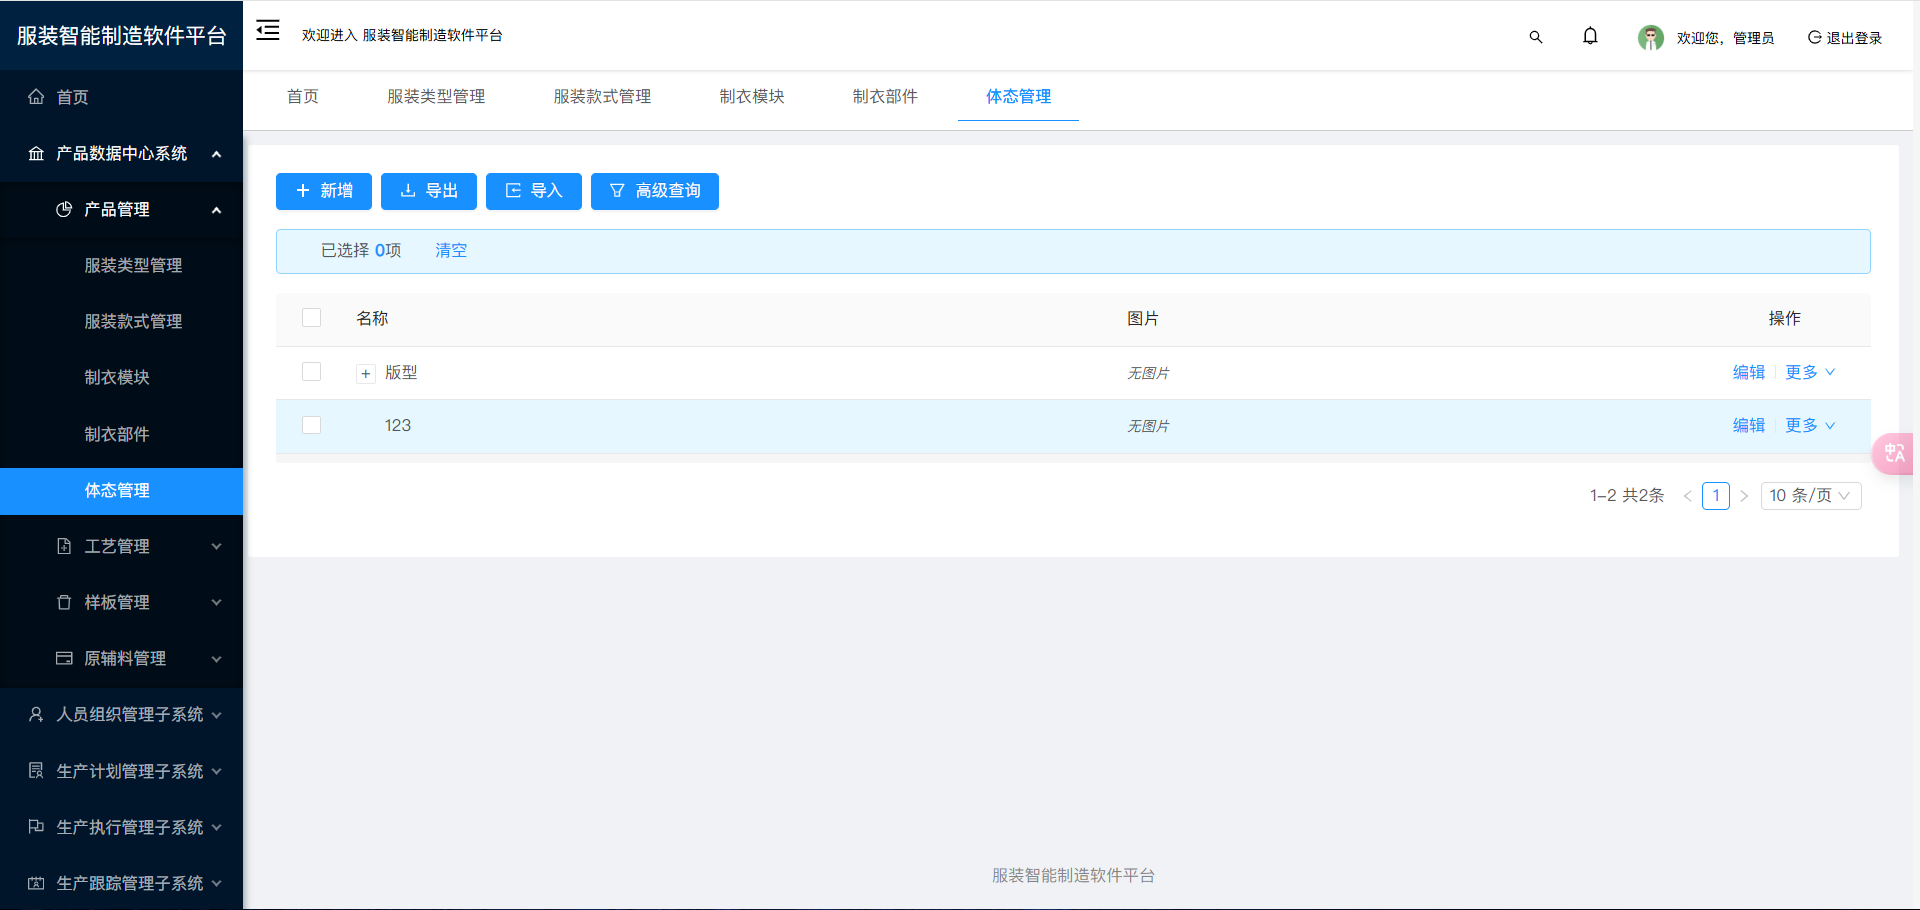 服装智能制造软件平台
欢迎进入 服装智能制造软件平台
欢迎您，管理员
退出登录
首页
服装类型管理
服装款式管理
制衣模块
制衣部件
体态管理
首页
产品数据中心系统
产品管理
服装类型管理
服装款式管理
制衣模块
制衣部件
体态管理
工艺管理
样板管理
原辅料管理
人员组织管理子系统
生产计划管理子系统
生产执行管理子系统
生产跟踪管理子系统
新增
导出
导入
高级查询
已选择 0项 清空
名称 图片 操作
版型 无图片 编辑 更多
123 无图片 编辑 更多
1-2 共2条 1 10 条/页
中A
服装智能制造软件平台